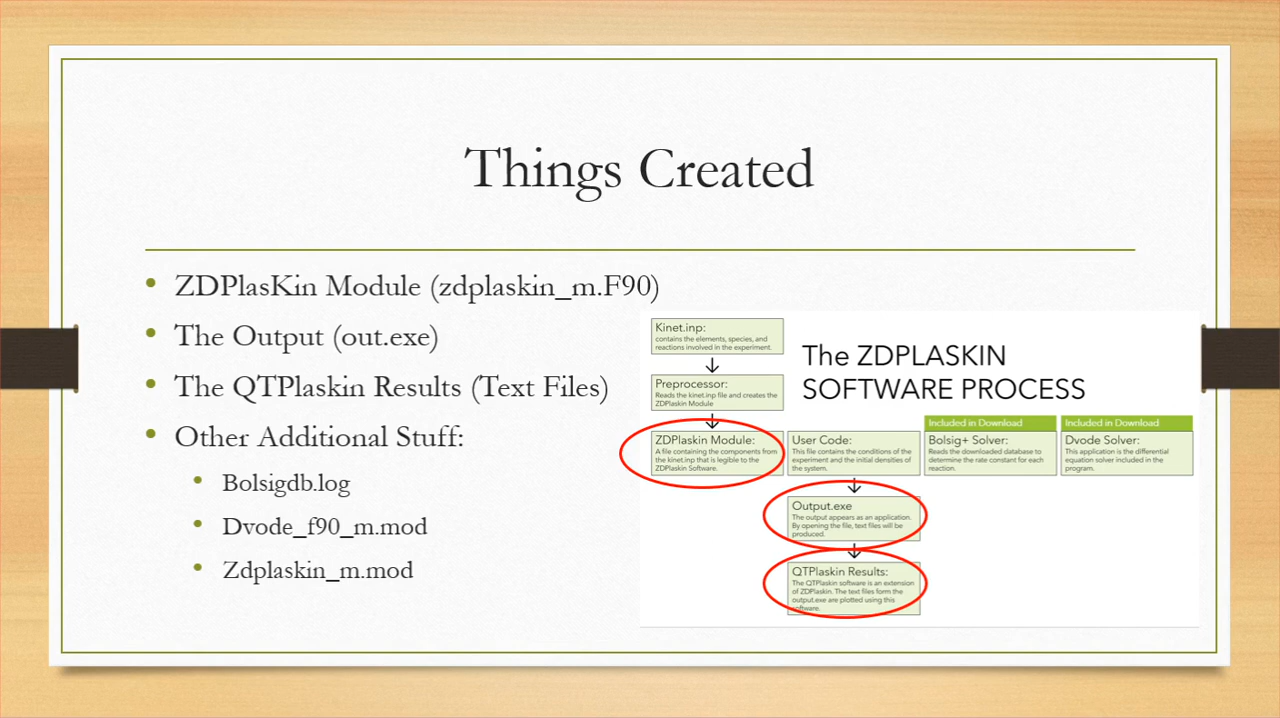 Things Created
ZDPlasKin Module (zdplaskin_m.F90)
The Output (out.exe)
The QTPlaskin Results (Text Files)
Other Additional Stuff:
Bolsigdb.log
Dvode_f90_m.mod
Zdplaskin_m.mod
The ZDPLASKIN
SOFTWARE PROCESS
Kinet.inp:
contains the elements, species, and
reactions involved in the experiment.
Preprocessor:
Reads the kinet.inp file and creates the
ZDPlaskin Module
ZDPlaskin Module:
A file containing the components from
the kinet.inp that is legible to the
ZDPlaskin Software.
User Code:
This file contains the conditions of the
experiment and the initial densities of
the system.
Included in Download
Bolsig+ Solver:
Reads the downloaded database to
determine the rate constant for each
reaction.
Included in Download
Dvode Solver:
This application is the differential
equation solver included in the
program.
Output.exe
The output appears as an application.
By opening the file, text files will be
produced.
QTPlaskin Results:
The QTPlaskin software is an extension
of ZDPlaskin. The text files form the
output.exe are plotted using this
software.